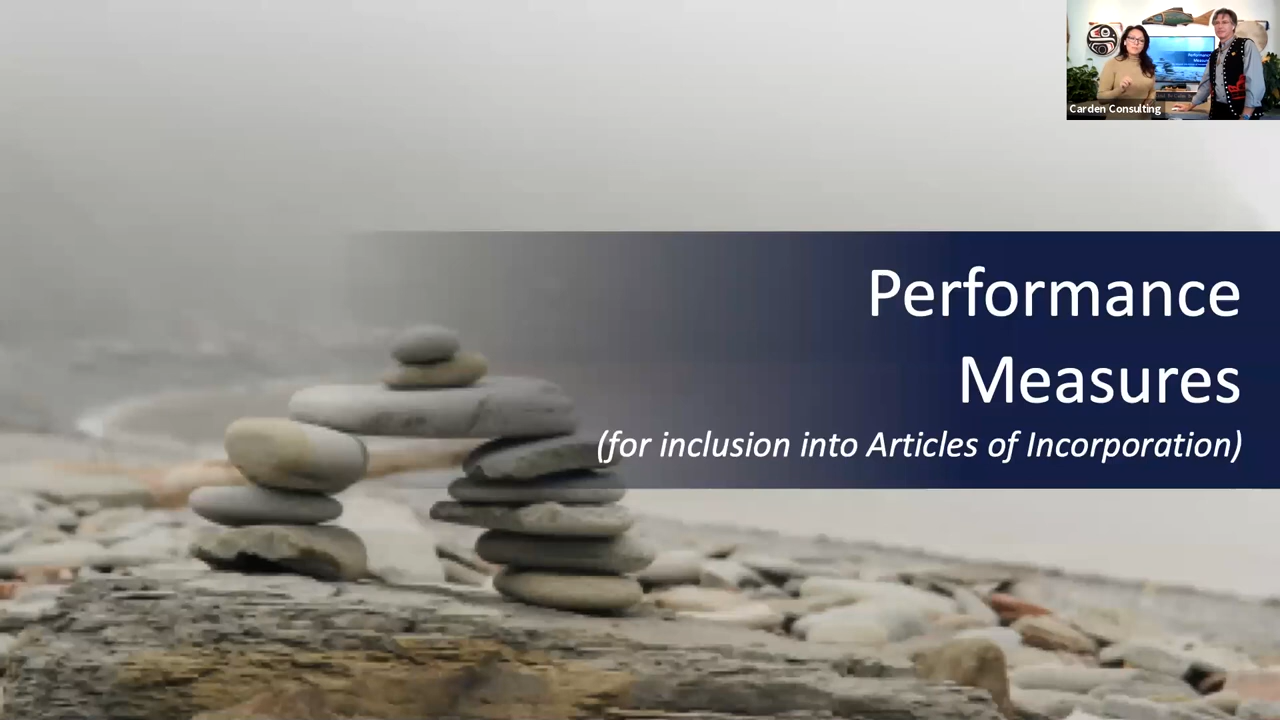 Carden Consulting
Performance
Measures
(for inclusion into Articles of Incorporation)